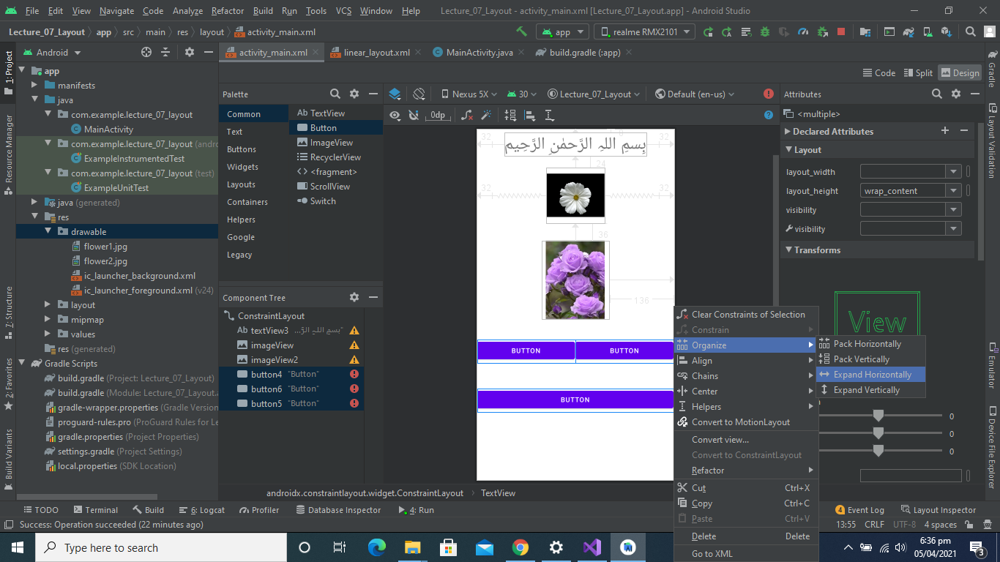 File Edit View Navigate Code Analyze Refactor Build Run Tools VCS Window Help Lecture_07_Layout - activity_main.xml [Lecture_07_Layout.app] - Android Studio
Lecture_07_Layout app src main res layout activity_main.xml app realme RMX2101
Android activity_main.xml linear_layout.xml MainActivity.java build.gradle (:app)
Code Split Design
1: Project
Resource Manager
7: Structure
2: Favorites
Build Variants
app
manifests
java
com.example.lecture_07_layout
MainActivity
com.example.lecture_07_layout (andro
ExampleInstrumentedTest
com.example.lecture_07_layout (test)
ExampleUnitTest
java (generated)
res
drawable
flower1.jpg
flower2.jpg
ic_launcher_background.xml
ic_launcher_foreground.xml (v24)
layout
mipmap
values
res (generated)
Gradle Scripts
build.gradle (Project: Lecture_07_Layout)
build.gradle (Module: Lecture_07_Layout.
gradle-wrapper.properties (Gradle Version
proguard-rules.pro (ProGuard Rules for Le
gradle.properties (Project Properties)
settings.gradle (Project Settings)
local.properties (SDK Location)
Palette
Common
Text
Buttons
Widgets
Layouts
Containers
Helpers
Google
Legacy
Ab TextView
Button
ImageView
RecyclerView
<fragment>
ScrollView
Switch
Component Tree
ConstraintLayout
Ab textView3 "بسم اللہ الرَّ...
imageView
imageView2
button4 "Button"
button6 "Button"
button5 "Button"
Nexus 5X 30 Lecture_07_Layout Default (en-us)
0dp
32 0 32
بِسمِ اللہِ الرَّحمٰنِ الرَّحِیم
24
32 32
36
136
BUTTON BUTTON
BUTTON
Clear Constraints of Selection
Constrain
Organize
Align
Chains
Center
Helpers
Convert to MotionLayout
Convert view...
Convert to ConstraintLayout
Refactor
Cut Ctrl+X
Copy Ctrl+C
Paste Ctrl+V
Delete Delete
Go to XML
Pack Horizontally
Pack Vertically
Expand Horizontally
Expand Vertically
Attributes
<multiple>
Declared Attributes
Layout
layout_width
layout_height wrap_content
visibility
visibility
Transforms
View
0
0
0
Gradle
Layout Validation
Emulator
Device File Explorer
androidx.constraintlayout.widget.ConstraintLayout TextView
TODO Terminal Build 6: Logcat Profiler Database Inspector 4: Run 4 Event Log Layout Inspector
Success: Operation succeeded (22 minutes ago) 13:55 CRLF UTF-8 4 spaces
Type here to search
6:36 pm
05/04/2021
3